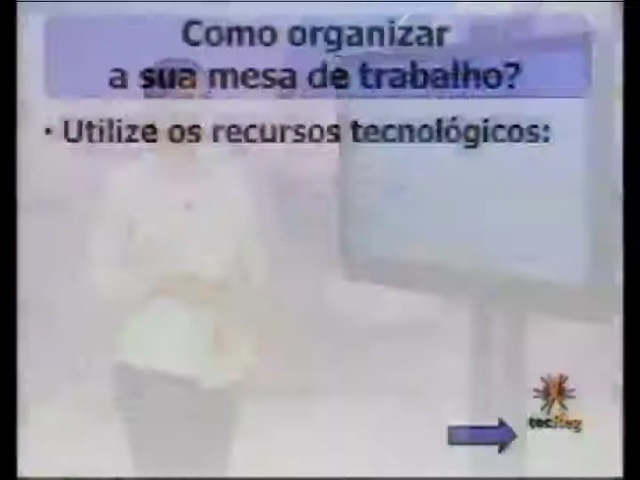 Como organizar
a sua mesa de trabalho?
• Utilize os recursos tecnológicos: